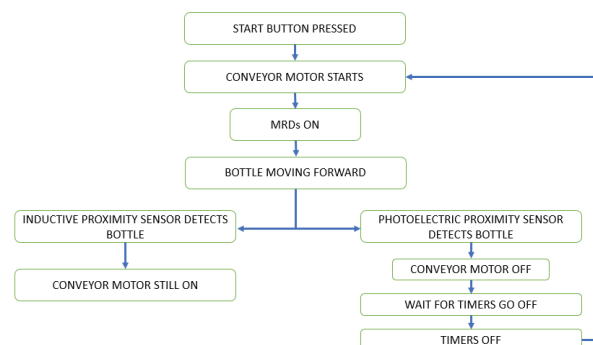 START BUTTON PRESSED
CONVEYOR MOTOR STARTS
MRDs ON
BOTTLE MOVING FORWARD
INDUCTIVE PROXIMITY SENSOR DETECTS
BOTTLE
PHOTOELECTRIC PROXIMITY SENSOR
DETECTS BOTTLE
CONVEYOR MOTOR STILL ON
CONVEYOR MOTOR OFF
WAIT FOR TIMERS GO OFF
TIMERS OFF